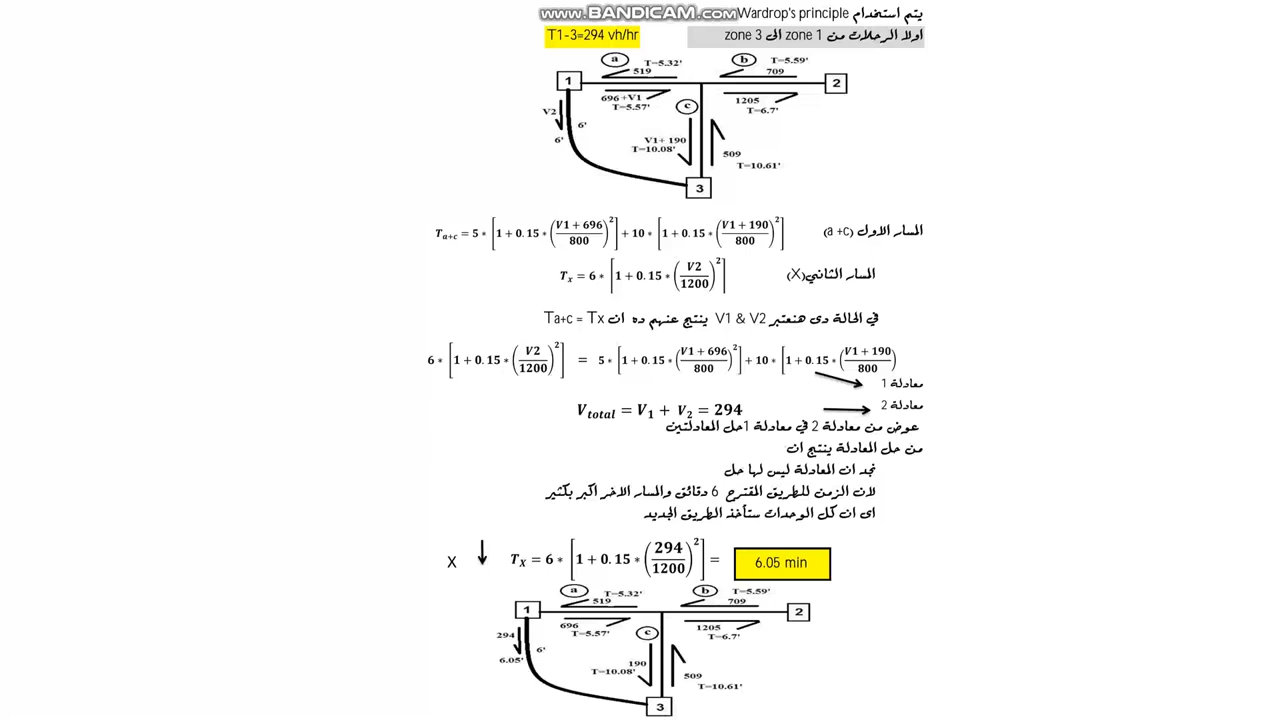 www.BANDICAM.com
يتم استخدام Wardrop's principle
اولا الرحلات من zone 1 الى zone 3
T1-3=294 vh/hr
a T=5.32' b T=5.59'
1 519 709 2
696 +V1 1205
T=5.57' c T=6.7'
V2 6'
6' V1+ 190
T=10.08' 509
T=10.61'
3
المسار الاول (a +c) T_{a+c} = 5 * [1 + 0.15 * ((V1 + 696)/800)^2] + 10 * [1 + 0.15 * ((V1 + 190)/800)^2]
المسار الثاني(X) T_X = 6 * [1 + 0.15 * (V2/1200)^2]
في الحالة دى هنعتبر V1 & V2 ينتج عنهم ده ان Ta+c = Tx
6 * [1 + 0.15 * (V2/1200)^2] = 5 * [1 + 0.15 * ((V1 + 696)/800)^2] + 10 * [1 + 0.15 * ((V1 + 190)/800)
معادلة 1
معادلة 2
V_{total} = V_1 + V_2 = 294
عوض من معادلة 2 في معادلة 1حل المعادلتين
من حل المعادلة ينتج ان
نجد ان المعادلة ليس لها حل
لان الزمن للطريق المقترح 6 دقائق والمسار الاخر اكبر بكثير
اى ان كل الوحدات ستأخذ الطريق الجديد
X ↓ T_X = 6 * [1 + 0.15 * (294/1200)^2] = 6.05 min
a T=5.32' b T=5.59'
1 519 709 2
696 1205
T=5.57' c T=6.7'
294 6'
6.05' 190
T=10.08' 509
T=10.61'
3